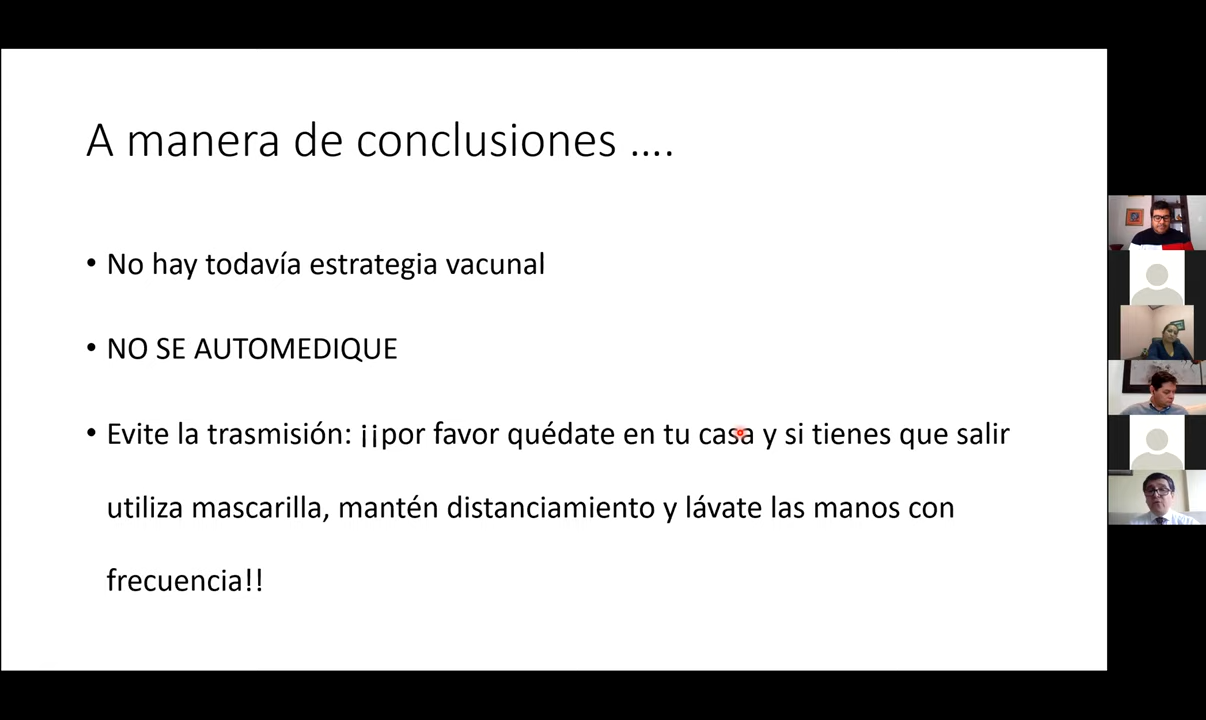 A manera de conclusiones ....
• No hay todavía estrategia vacunal
• NO SE AUTOMEDIQUE
• Evite la trasmisión: ¡¡por favor quédate en tu casa y si tienes que salir
utiliza mascarilla, mantén distanciamiento y lávate las manos con
frecuencia!!